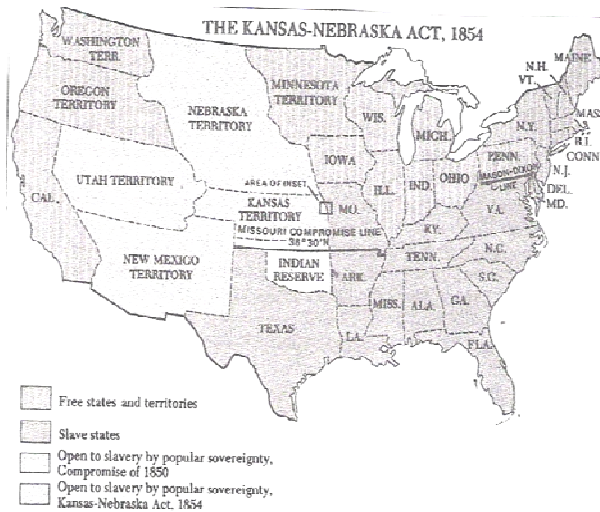 THE KANSAS-NEBRASKA ACT, 1854
WASHINGTON
TERR.
OREGON
TERRITORY
NEBRASKA
TERRITORY
MINNESOTA
TERRITORY
WIS.
MICH.
N.H.
VT.
MAINE
MASS
R.I.
CONN
N.Y.
N.J.
PENN.
MASON-DIXON
LINE
DEL.
MD.
IOWA
ILL.
IND.
OHIO
VA.
CAL.
UTAH TERRITORY
AREA OF INSET
KANSAS
TERRITORY
MO.
KY.
MISSOURI COMPROMISE LINE
36°30'N
NEW MEXICO
TERRITORY
INDIAN
RESERVE
ARK.
TENN.
N.C.
S.C.
TEXAS
LA.
MISS.
ALA.
GA.
FLA.
Free states and territories
Slave states
Open to slavery by popular sovereignty,
Compromise of 1850
Open to slavery by popular sovereignty,
Kansas-Nebraska Act, 1854